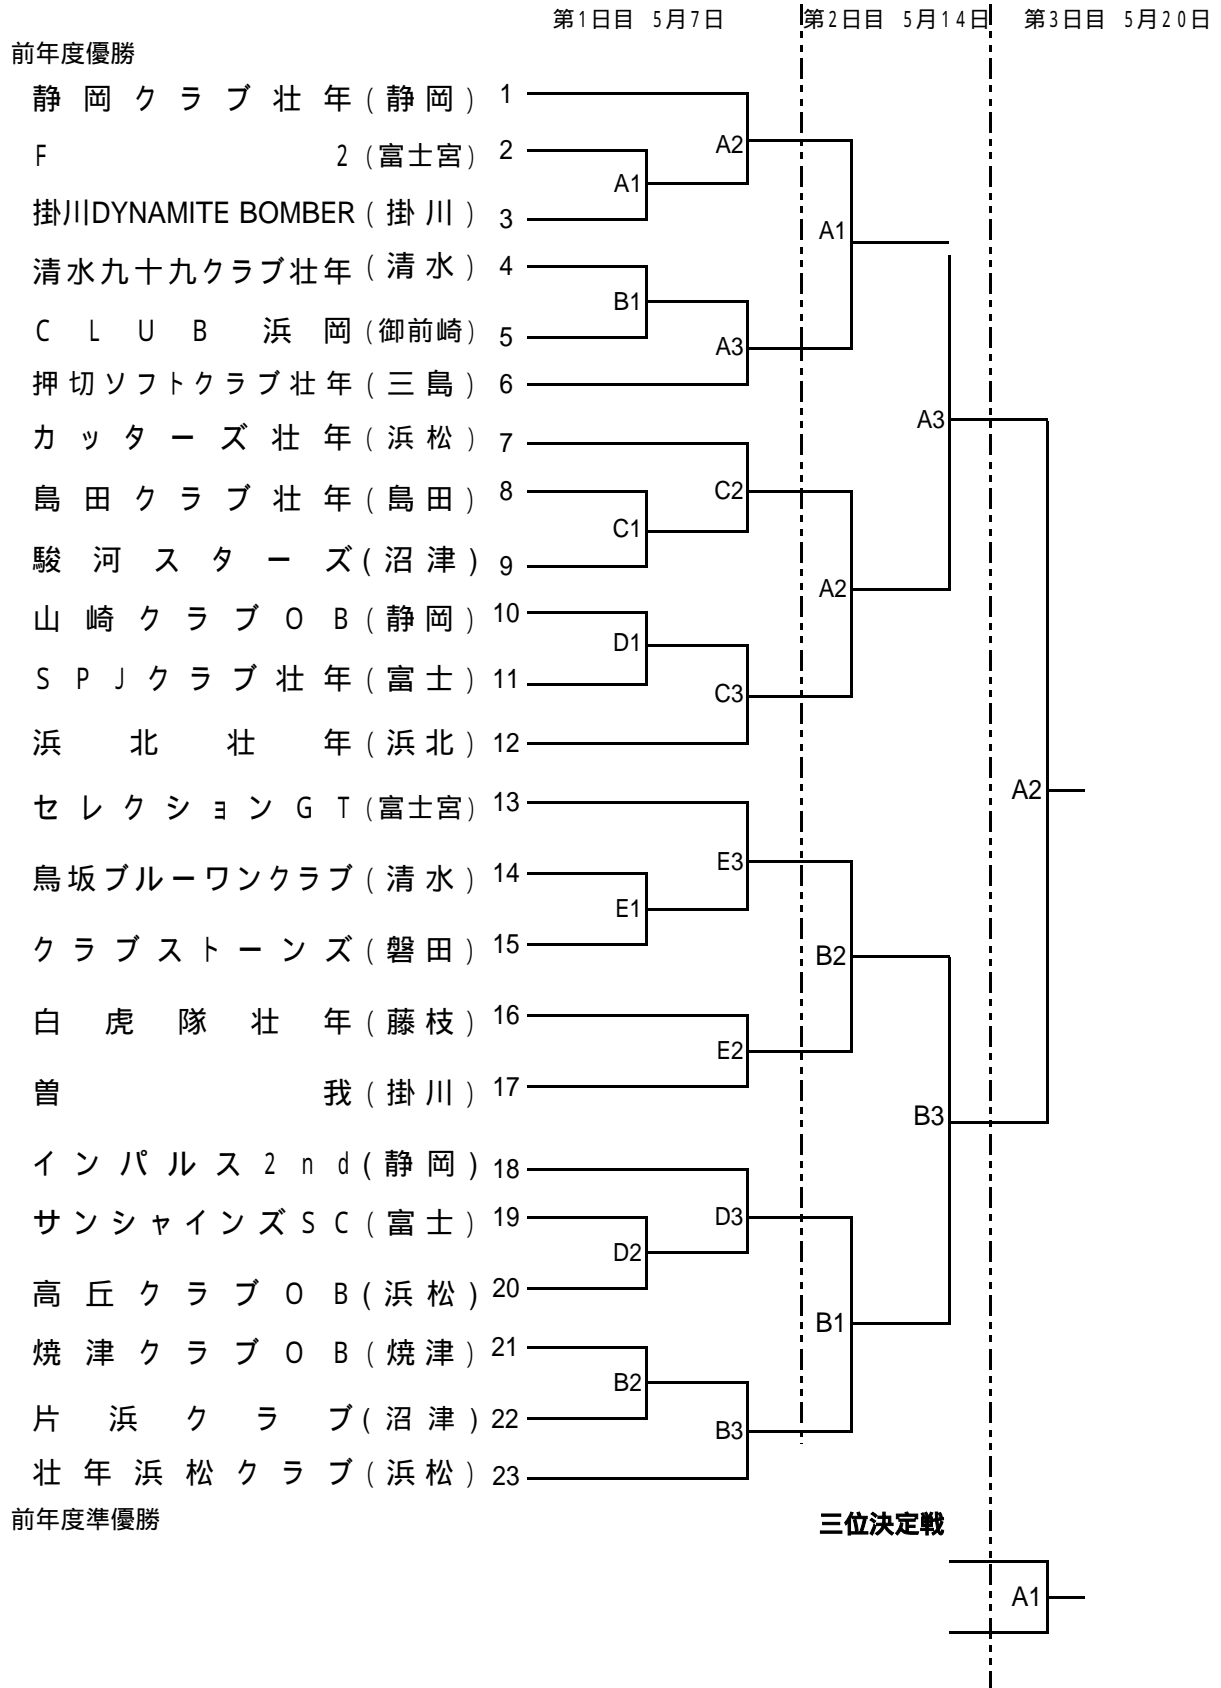 第1日目 5月7日 第2日目 5月14日 第3日目 5月20日
前年度優勝
静岡クラブ壮年(静岡) 1
F 2(富士宮) 2
掛川DYNAMITE BOMBER(掛川) 3
清水九十九クラブ壮年(清水) 4
CLUB浜岡(御前崎) 5
押切ソフトクラブ壮年(三島) 6
カッターズ壮年(浜松) 7
島田クラブ壮年(島田) 8
駿河スターズ(沼津) 9
山崎クラブOB(静岡) 10
SPJクラブ壮年(富士) 11
浜北壮年(浜北) 12
セレクションGT(富士宮) 13
鳥坂ブルーワンクラブ(清水) 14
クラブストーンズ(磐田) 15
白虎隊壮年(藤枝) 16
曽我(掛川) 17
インパルス2nd(静岡) 18
サンシャインズSC(富士) 19
高丘クラブOB(浜松) 20
焼津クラブOB(焼津) 21
片浜クラブ(沼津) 22
壮年浜松クラブ(浜松) 23
前年度準優勝
A1
B1
C1
D1
E1
D2
B2
A2
A3
C2
C3
E3
E2
D3
B3
A1
A2
B2
B1
A3
B3
A2
三位決定戦
A1